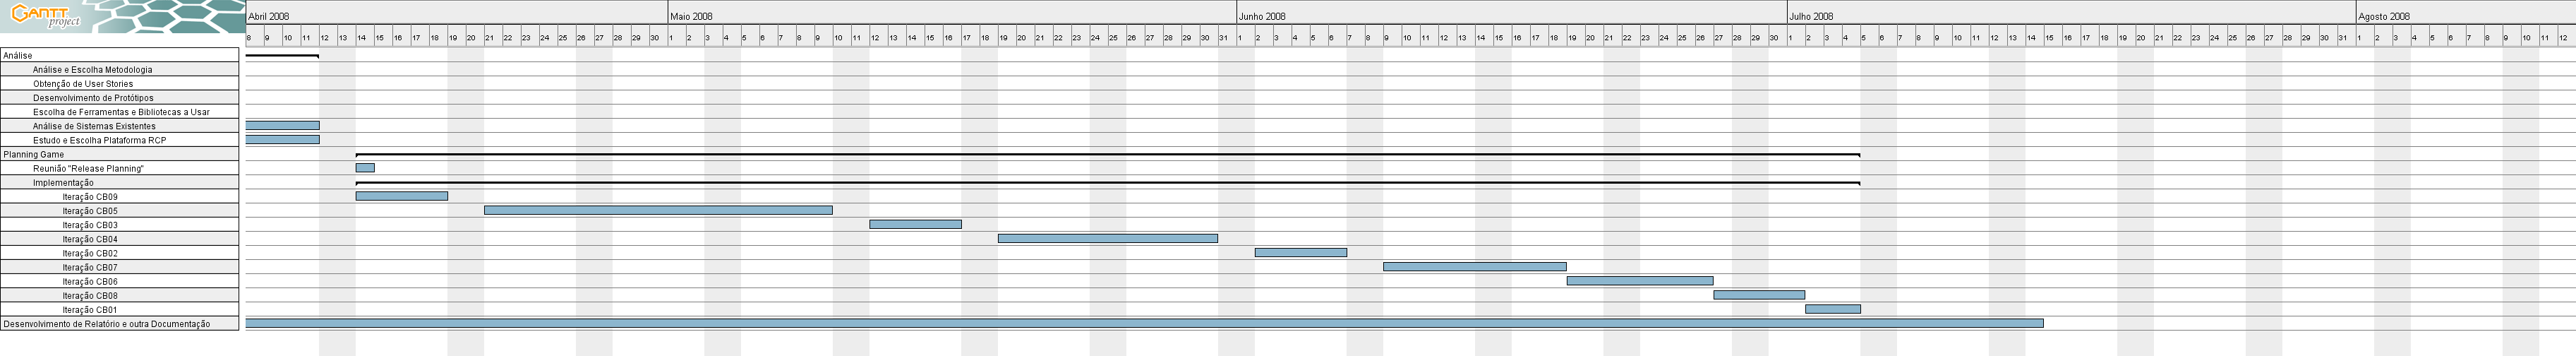 GANTT project
Abril 2008 Maio 2008 Junho 2008 Julho 2008 Agosto 2008
8 9 10 11 12 13 14 15 16 17 18 19 20 21 22 23 24 25 26 27 28 29 30 1 2 3 4 5 6 7 8 9 10 11 12 13 14 15 16 17 18 19 20 21 22 23 24 25 26 27 28 29 30 31 1 2 3 4 5 6 7 8 9 10 11 12 13 14 15 16 17 18 19 20 21 22 23 24 25 26 27 28 29 30 1 2 3 4 5 6 7 8 9 10 11 12 13 14 15 16 17 18 19 20 21 22 23 24 25 26 27 28 29 30 31 1 2 3 4 5 6 7 8 9 10 11 12
Análise
Análise e Escolha Metodologia
Obtenção de User Stories
Desenvolvimento de Protótipos
Escolha de Ferramentas e Bibliotecas a Usar
Análise de Sistemas Existentes
Estudo e Escolha Plataforma RCP
Planning Game
Reunião "Release Planning"
Implementação
Iteração CB09
Iteração CB05
Iteração CB03
Iteração CB04
Iteração CB02
Iteração CB07
Iteração CB06
Iteração CB08
Iteração CB01
Desenvolvimento de Relatório e outra Documentação